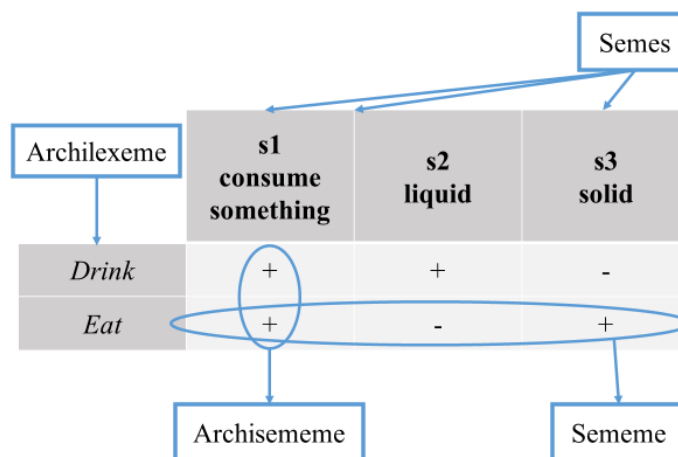 Semes
Archilexeme
s1
consume
something
s2
liquid
s3
solid
Drink + + -
Eat + - +
Archisememe
Sememe